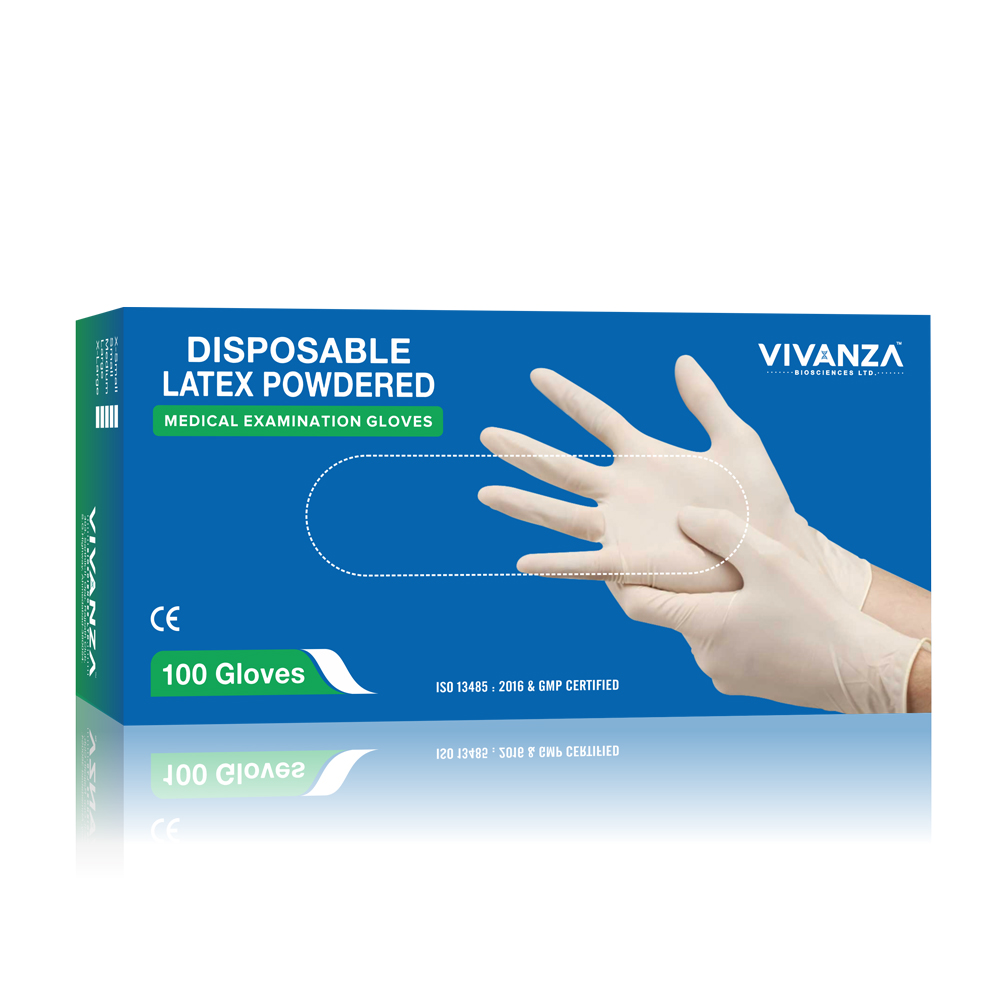 DISPOSABLE
LATEX POWDERED
MEDICAL EXAMINATION GLOVES
VIVANZA™
BIOSCIENCES LTD.
X-Small
Small
Medium
Large
X-Large
VIVANZA
CE
100 Gloves
ISO 13485 : 2016 & GMP CERTIFIED